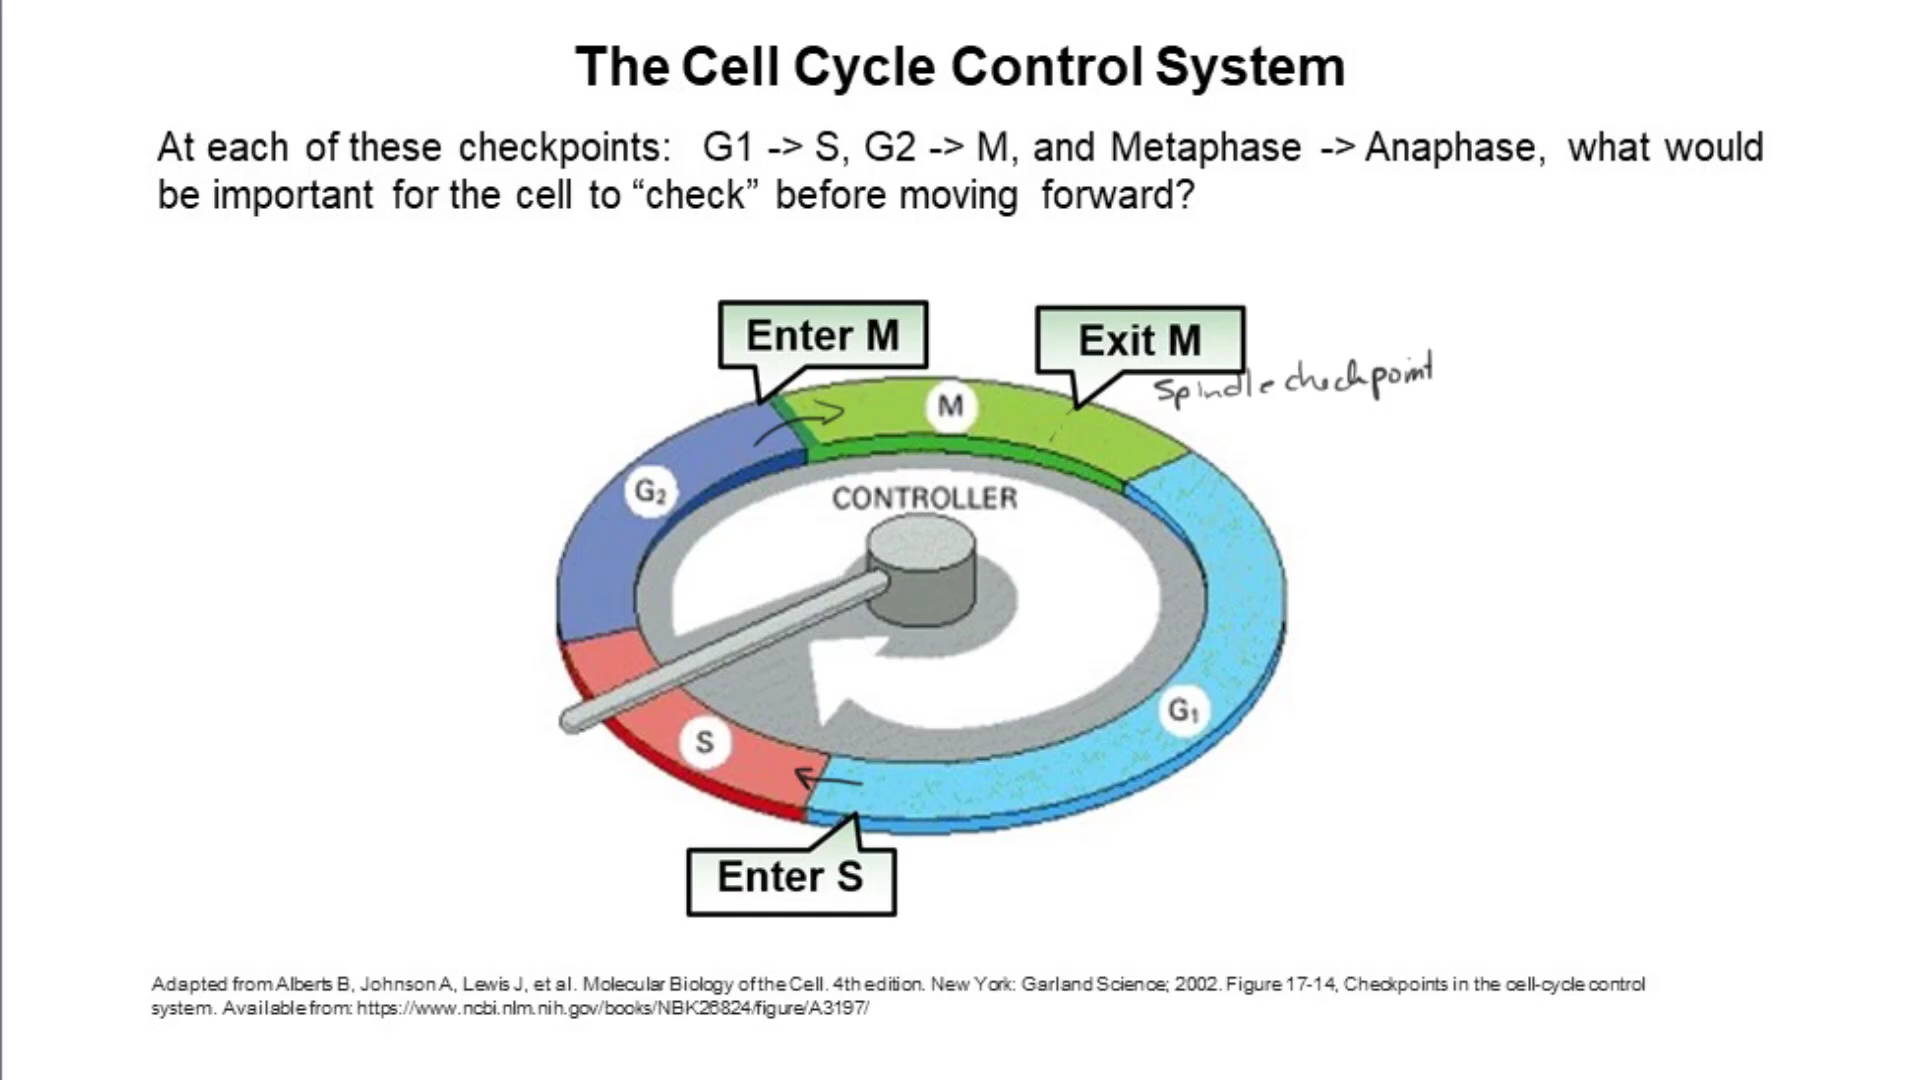 The Cell Cycle Control System
At each of these checkpoints: G1 -> S, G2 -> M, and Metaphase -> Anaphase, what would
be important for the cell to “check” before moving forward?
Enter M
Exit M
Spindle checkpoint
M
G₂
CONTROLLER
G₁
S
Enter S
Adapted from Alberts B, Johnson A, Lewis J, et al. Molecular Biology of the Cell. 4th edition. New York: Garland Science; 2002. Figure 17-14, Checkpoints in the cell-cycle control
system. Available from: https://www.ncbi.nlm.nih.gov/books/NBK26824/figure/A3197/